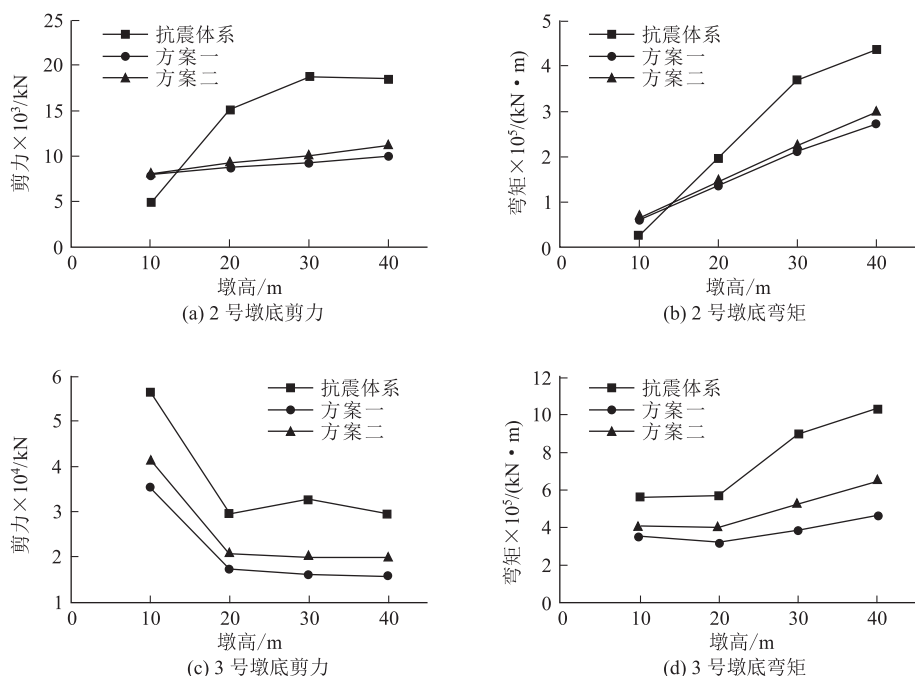 25
20
15
10
5
0
剪力×10³/kN
抗震体系
方案一
方案二
0 10 20 30 40
墩高/m
(a) 2 号墩底剪力
5
4
3
2
1
0
弯矩×10⁵/(kN·m)
抗震体系
方案一
方案二
0 10 20 30 40
墩高/m
(b) 2 号墩底弯矩
6
5
4
3
2
1
剪力×10⁴/kN
抗震体系
方案一
方案二
0 10 20 30 40
墩高/m
(c) 3 号墩底剪力
12
10
8
6
4
2
0
弯矩×10⁵/(kN·m)
抗震体系
方案一
方案二
0 10 20 30 40
墩高/m
(d) 3 号墩底弯矩